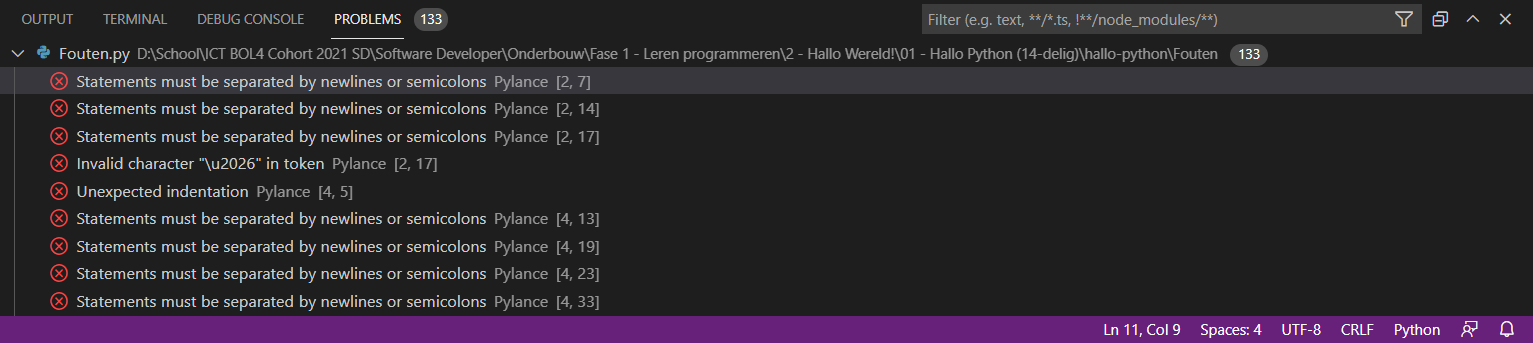 OUTPUT TERMINAL DEBUG CONSOLE PROBLEMS 133 Filter (e.g. text, **/*.ts, !**/node_modules/**)
Fouten.py D:\School\ICT BOL4 Cohort 2021 SD\Software Developer\Onderbouw\Fase 1 - Leren programmeren\2 - Hallo Wereld!\01 - Hallo Python (14-delig)\hallo-python\Fouten 133
Statements must be separated by newlines or semicolons Pylance [2, 7]
Statements must be separated by newlines or semicolons Pylance [2, 14]
Statements must be separated by newlines or semicolons Pylance [2, 17]
Invalid character "\u2026" in token Pylance [2, 17]
Unexpected indentation Pylance [4, 5]
Statements must be separated by newlines or semicolons Pylance [4, 13]
Statements must be separated by newlines or semicolons Pylance [4, 19]
Statements must be separated by newlines or semicolons Pylance [4, 23]
Statements must be separated by newlines or semicolons Pylance [4, 33]
Ln 11, Col 9 Spaces: 4 UTF-8 CRLF Python